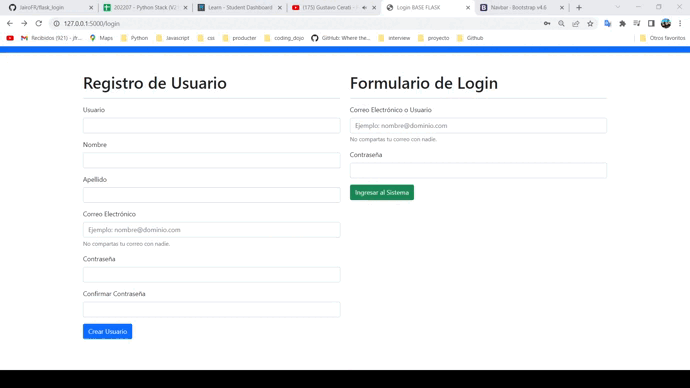 JairoFR/flask_login
202207 - Python Stack (V2
Learn - Student Dashboard
(175) Gustavo Cerati
Login BASE FLASK
Navbar · Bootstrap v4.6
127.0.0.1:5000/login
Recibidos (921) - jfr...
Maps
Python
Javascript
css
producter
coding_dojo
GitHub: Where the...
interview
proyecto
Github
Otros favoritos
Registro de Usuario
Usuario
Nombre
Apellido
Correo Electrónico
Ejemplo: nombre@dominio.com
No compartas tu correo con nadie.
Contraseña
Confirmar Contraseña
Crear Usuario
Formulario de Login
Correo Electrónico o Usuario
Ejemplo: nombre@dominio.com
No compartas tu correo con nadie.
Contraseña
Ingresar al Sistema